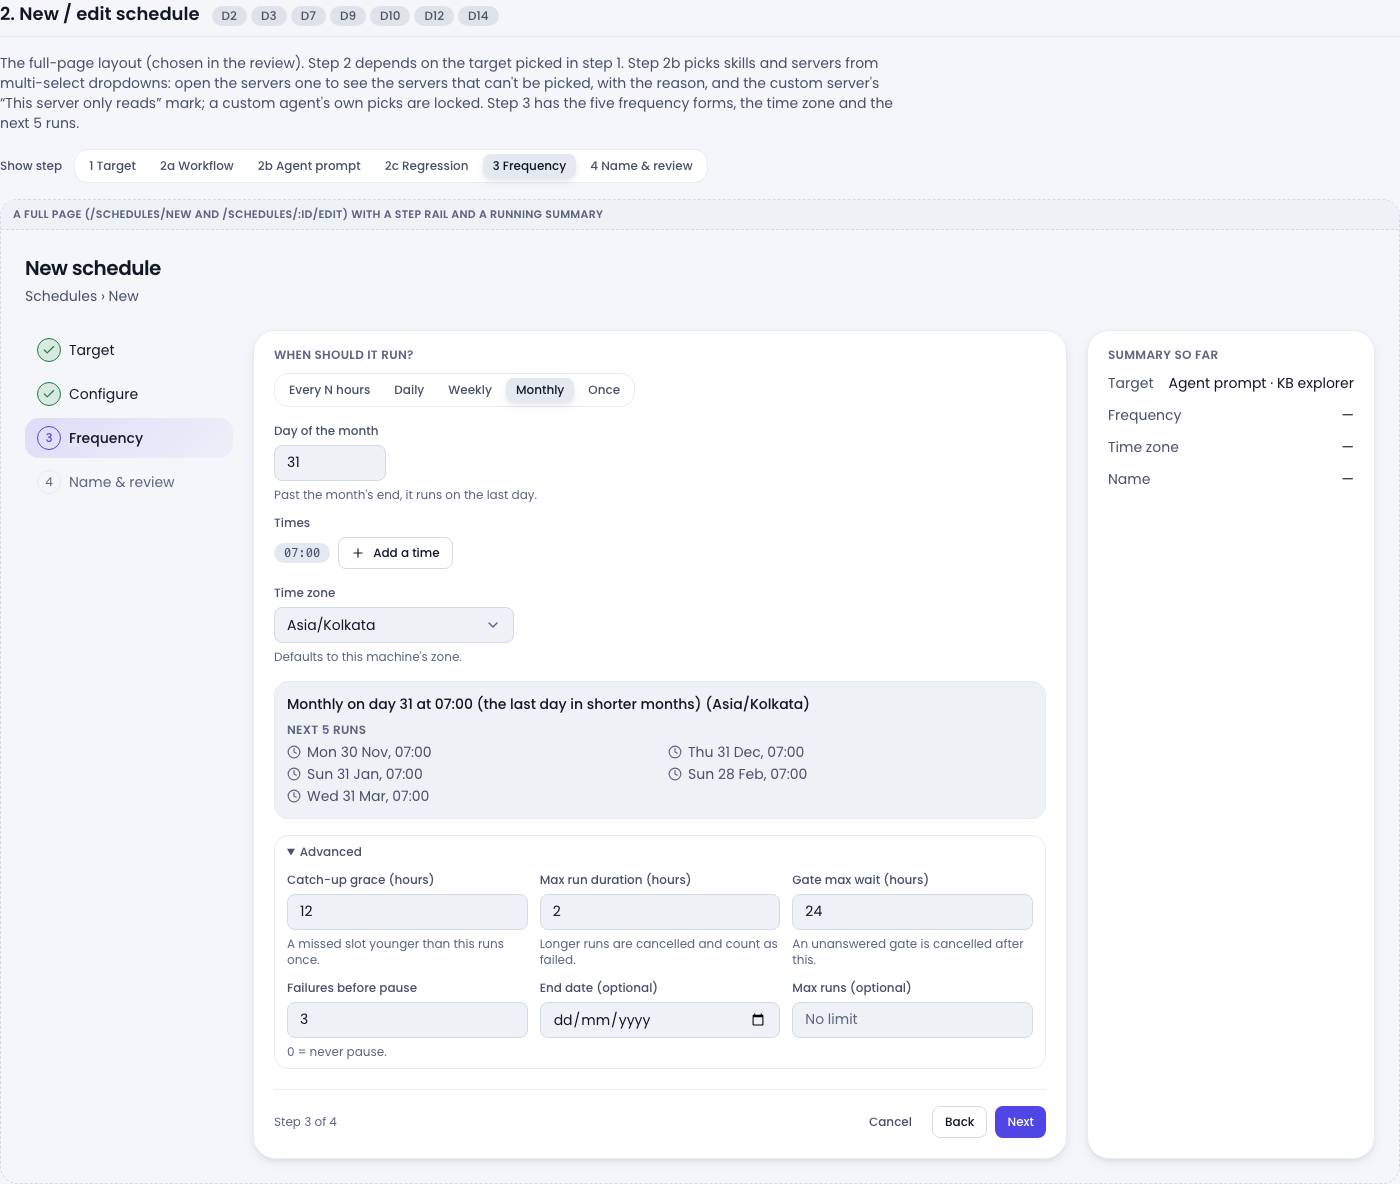 2. New / edit schedule D2 D3 D7 D9 D10 D12 D14
The full-page layout (chosen in the review). Step 2 depends on the target picked in step 1. Step 2b picks skills and servers from
multi-select dropdowns: open the servers one to see the servers that can't be picked, with the reason, and the custom server's
“This server only reads” mark; a custom agent's own picks are locked. Step 3 has the five frequency forms, the time zone and the
next 5 runs.
Show step 1 Target 2a Workflow 2b Agent prompt 2c Regression 3 Frequency 4 Name & review
A FULL PAGE (/SCHEDULES/NEW AND /SCHEDULES/:ID/EDIT) WITH A STEP RAIL AND A RUNNING SUMMARY
New schedule
Schedules › New
Target
Configure
3 Frequency
4 Name & review
WHEN SHOULD IT RUN?
Every N hours Daily Weekly Monthly Once
Day of the month
31
Past the month's end, it runs on the last day.
Times
07:00 + Add a time
Time zone
Asia/Kolkata
Defaults to this machine's zone.
Monthly on day 31 at 07:00 (the last day in shorter months) (Asia/Kolkata)
NEXT 5 RUNS
Mon 30 Nov, 07:00 Thu 31 Dec, 07:00
Sun 31 Jan, 07:00 Sun 28 Feb, 07:00
Wed 31 Mar, 07:00
▼ Advanced
Catch-up grace (hours) Max run duration (hours) Gate max wait (hours)
12 2 24
A missed slot younger than this runs Longer runs are cancelled and count as An unanswered gate is cancelled after
once. failed. this.
Failures before pause End date (optional) Max runs (optional)
3 dd/mm/yyyy No limit
0 = never pause.
Step 3 of 4 Cancel Back Next
SUMMARY SO FAR
Target Agent prompt · KB explorer
Frequency —
Time zone —
Name —